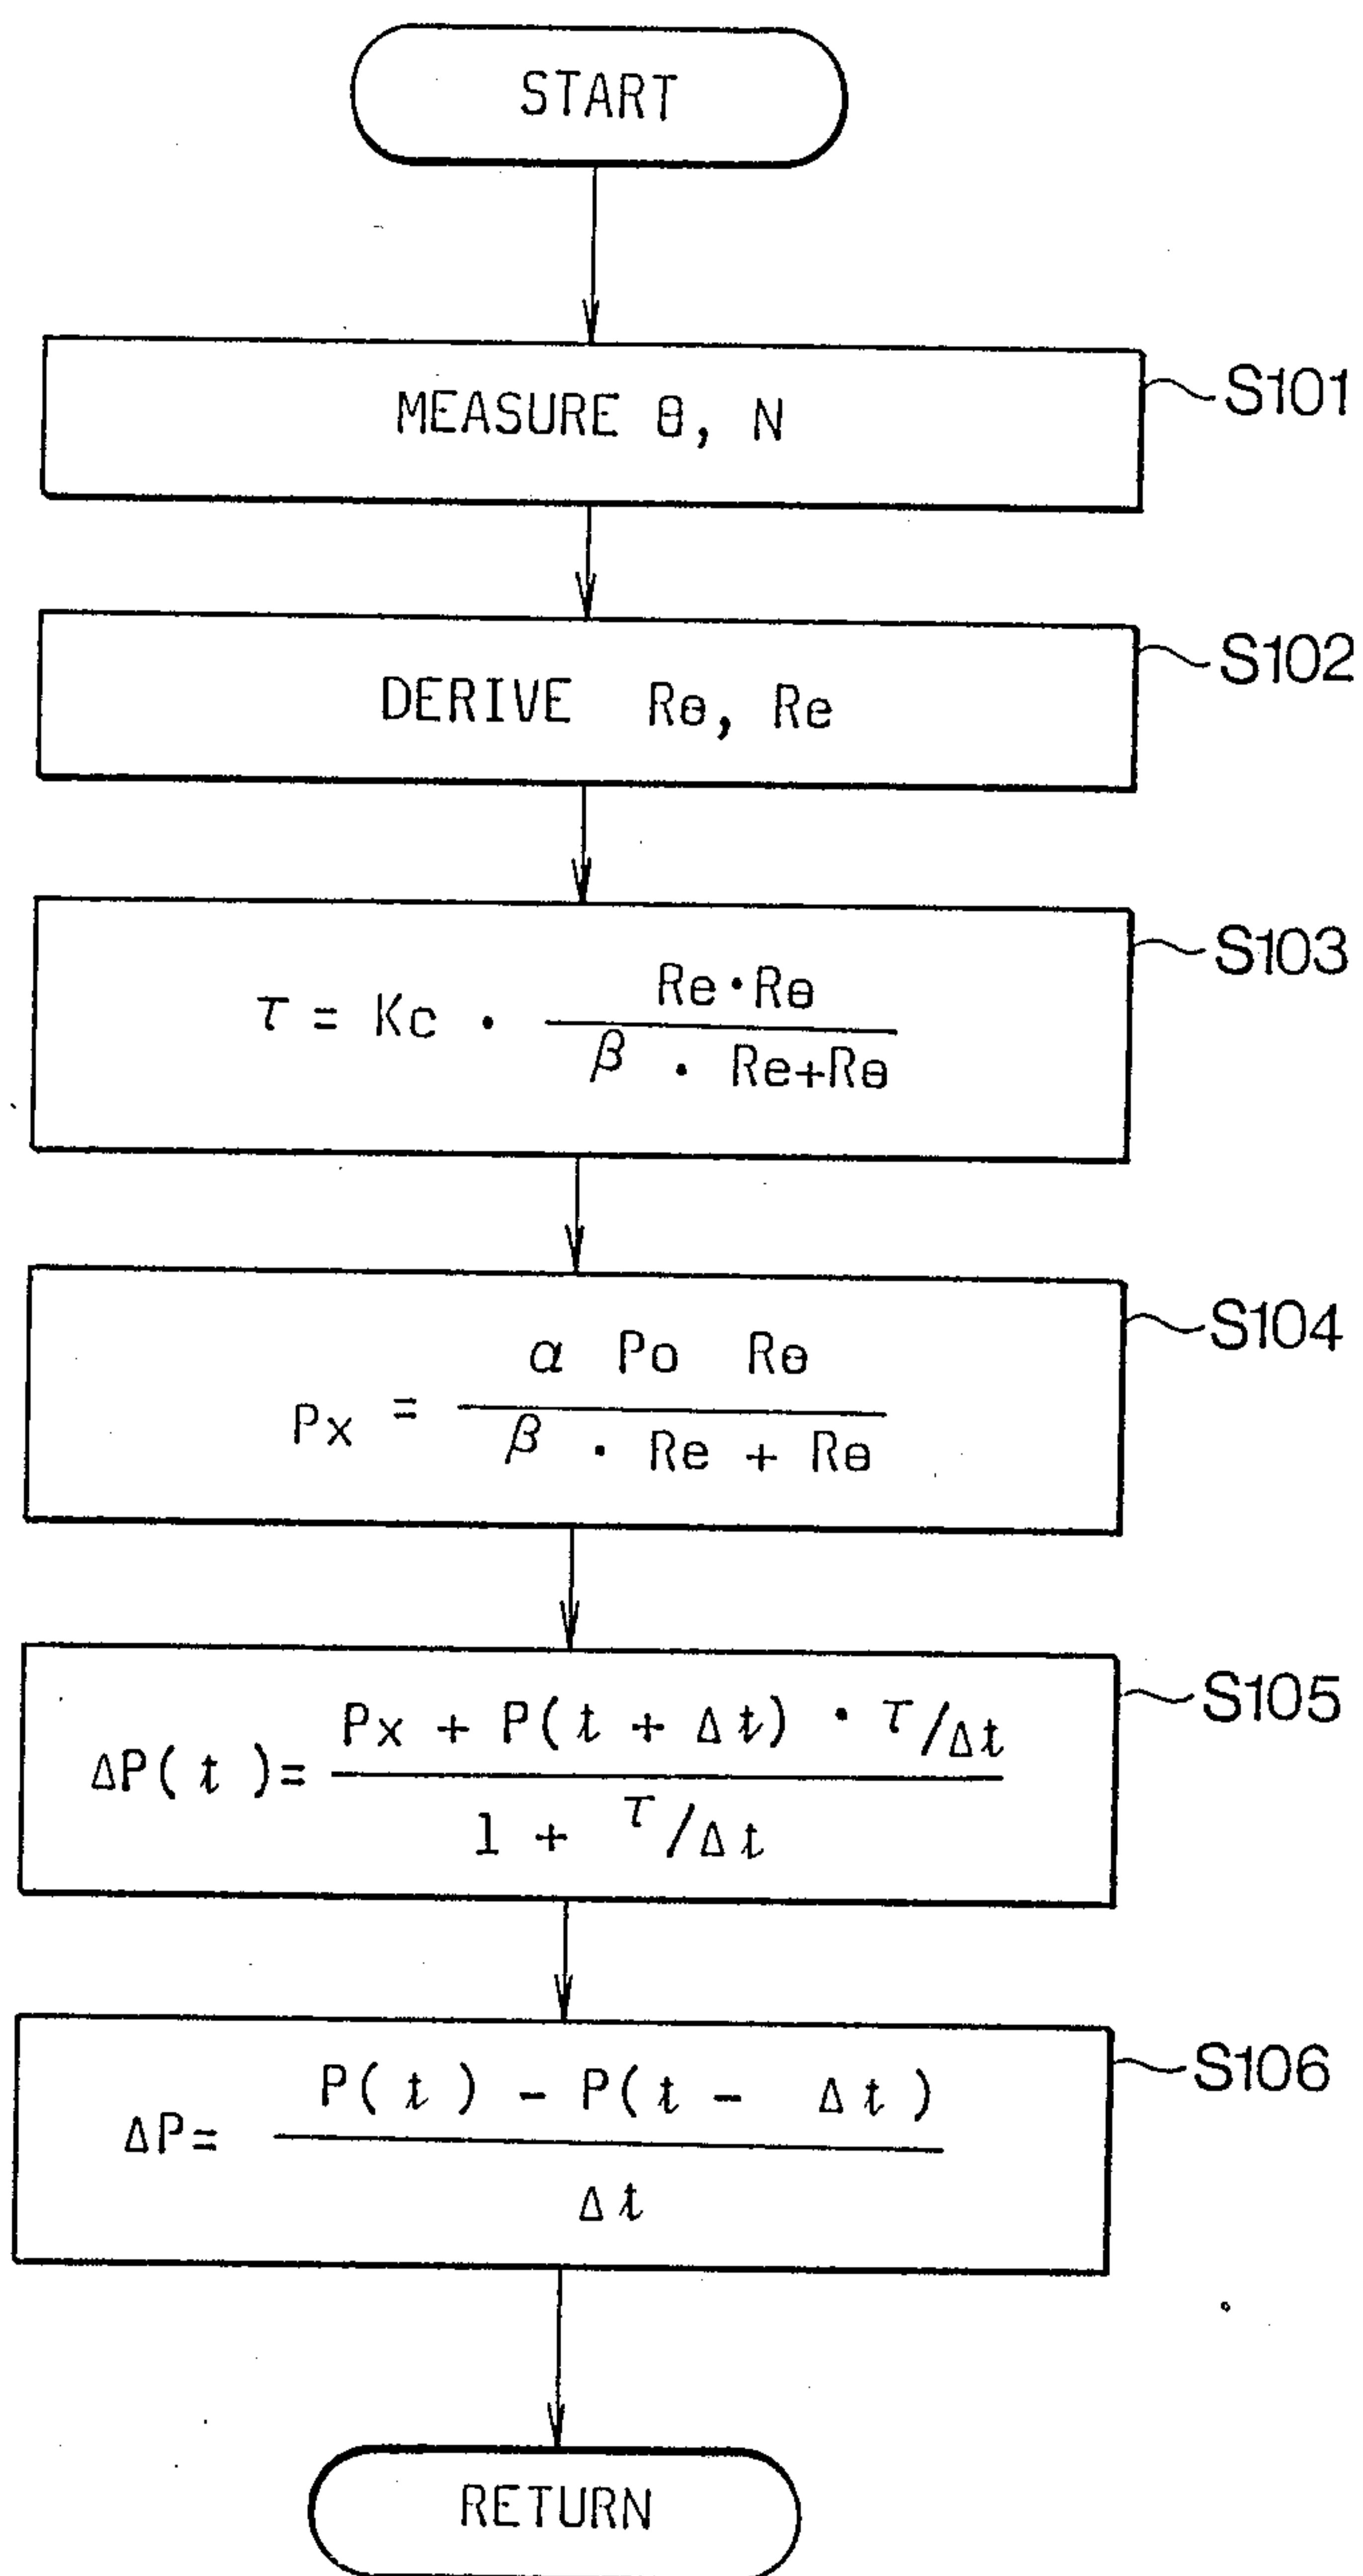 START
MEASURE θ, N
S101
DERIVE Rθ, Re
S102
τ = Kc · Re·Rθ / β · Re+Rθ
S103
Px = α Po Rθ / β · Re + Rθ
S104
ΔP(t)= Px + P(t + Δt) · τ/Δt / 1 + τ/Δt
S105
ΔP= P(t) - P(t - Δt) / Δt
S106
RETURN